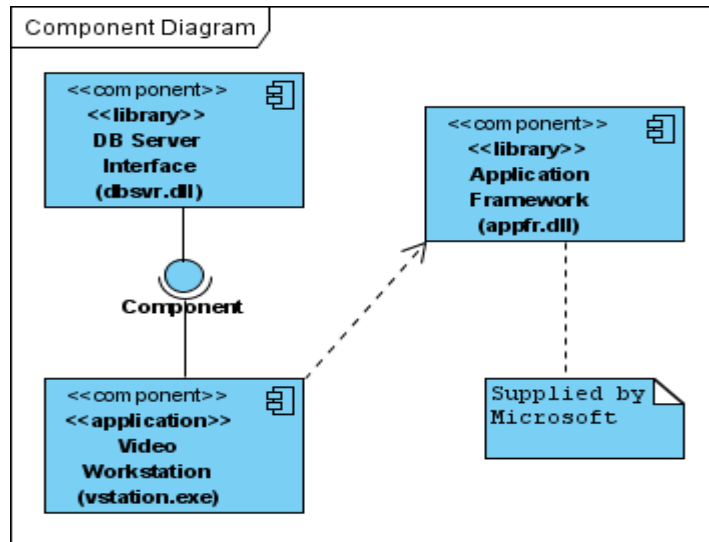 Component Diagram
<<component>>
<<library>>
DB Server
Interface
(dbsvr.dll)
<<component>>
<<library>>
Application
Framework
(appfr.dll)
Component
<<component>>
<<application>>
Video
Workstation
(vstation.exe)
Supplied by
Microsoft